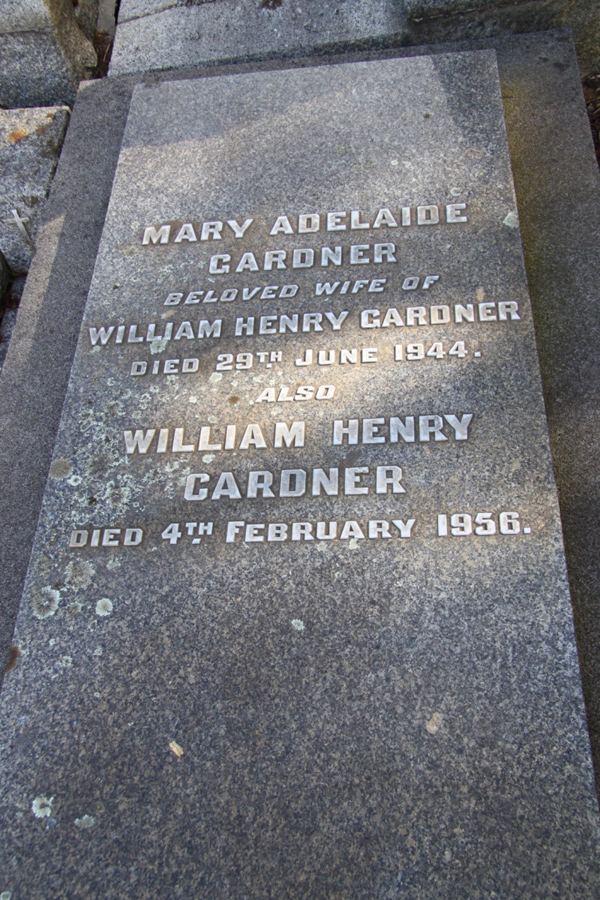 MARY ADELAIDE
GARDNER
BELOVED WIFE OF
WILLIAM HENRY GARDNER
DIED 29TH JUNE 1944.
ALSO
WILLIAM HENRY
GARDNER
DIED 4TH FEBRUARY 1956.